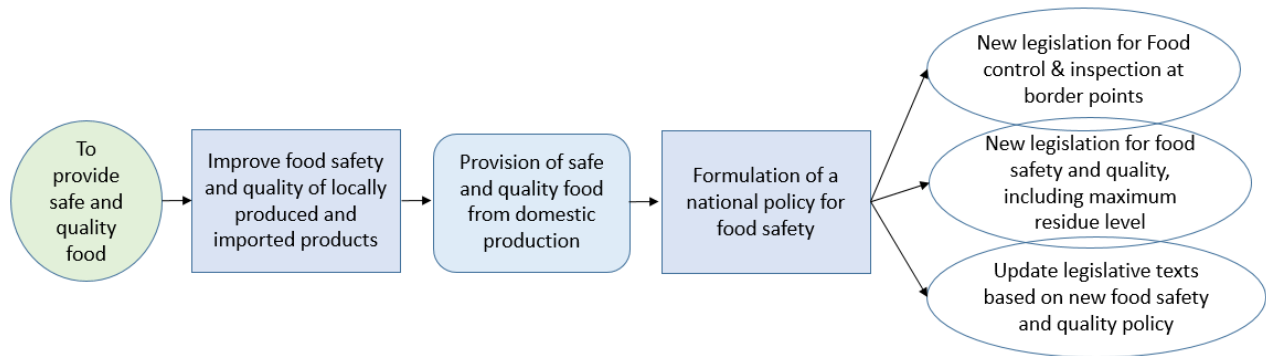 To
provide
safe and
quality
food
Improve food safety
and quality of locally
produced and
imported products
Provision of safe
and quality food
from domestic
production
Formulation of a
national policy for
food safety
New legislation for Food
control & inspection at
border points
New legislation for food
safety and quality,
including maximum
residue level
Update legislative texts
based on new food safety
and quality policy